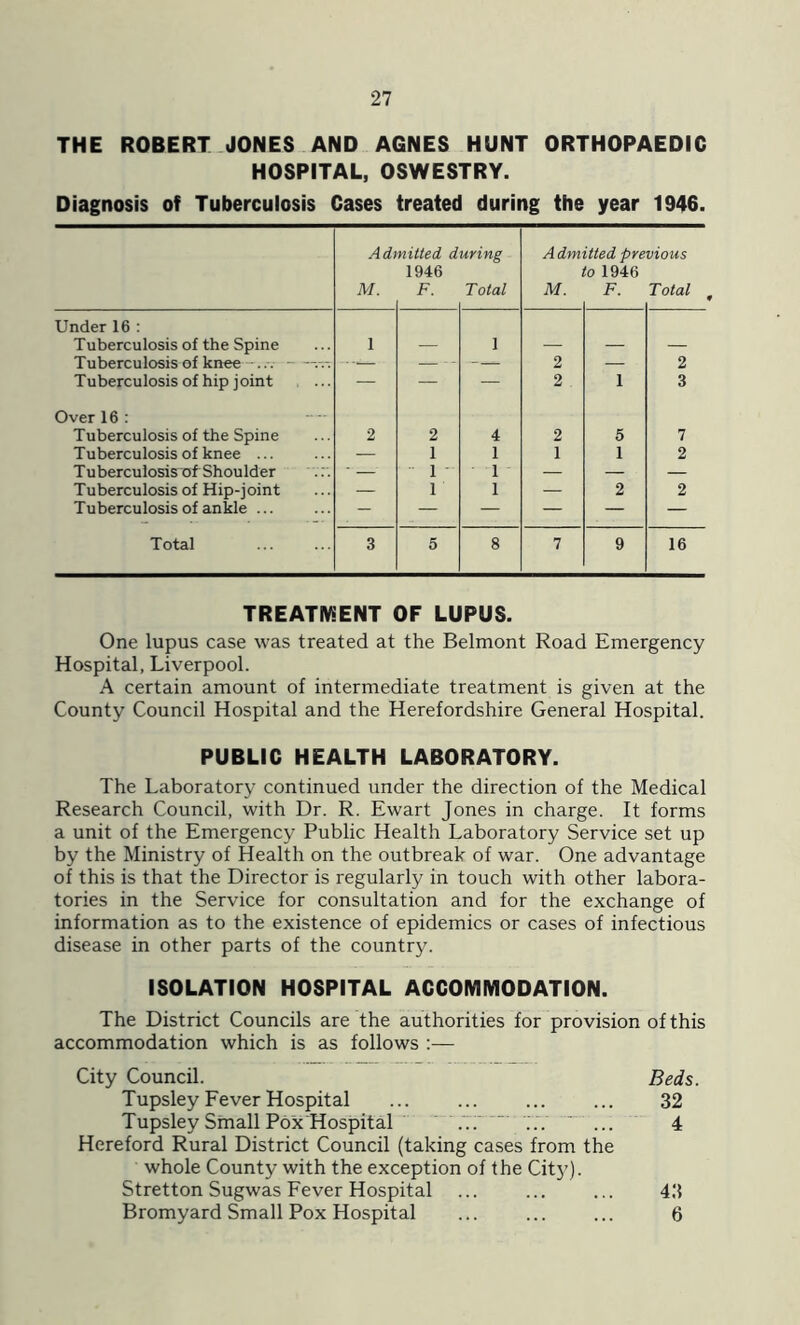 27
THE ROBERT JONES AND AGNES HUNT ORTHOPAEDIC
HOSPITAL, OSWESTRY.
Diagnosis of Tuberculosis Cases treated during the year 1946.
Admitted during Admitted previous
1946 to 1946
M. F. Total M. F. Total
Under 16 :
Tuberculosis of the Spine ... 1 — 1 — — —
Tuberculosis of knee ... ... — — — 2 — 2
Tuberculosis of hip joint ... — — — 2 1 3
Over 16 :
Tuberculosis of the Spine ... 2 2 4 2 5 7
Tuberculosis of knee ... ... — 1 1 1 1 2
Tuberculosis of Shoulder ... — 1 1 — — —
Tuberculosis of Hip-joint ... — 1 1 — 2 2
Tuberculosis of ankle ... ... — — — — — —
Total ... ... 3 5 8 7 9 16
TREATMENT OF LUPUS.
One lupus case was treated at the Belmont Road Emergency
Hospital, Liverpool.
A certain amount of intermediate treatment is given at the
County Council Hospital and the Herefordshire General Hospital.
PUBLIC HEALTH LABORATORY.
The Laboratory continued under the direction of the Medical
Research Council, with Dr. R. Ewart Jones in charge. It forms
a unit of the Emergency Public Health Laboratory Service set up
by the Ministry of Health on the outbreak of war. One advantage
of this is that the Director is regularly in touch with other labora-
tories in the Service for consultation and for the exchange of
information as to the existence of epidemics or cases of infectious
disease in other parts of the country.
ISOLATION HOSPITAL ACCOMMODATION.
The District Councils are the authorities for provision of this
accommodation which is as follows :—
City Council. Beds.
Tupsley Fever Hospital ... ... ... ... 32
Tupsley Small Pox Hospital ... ... ... 4
Hereford Rural District Council (taking cases from the
whole County with the exception of the City).
Stretton Sugwas Fever Hospital ... ... ... 43
Bromyard Small Pox Hospital ... ... ... 6